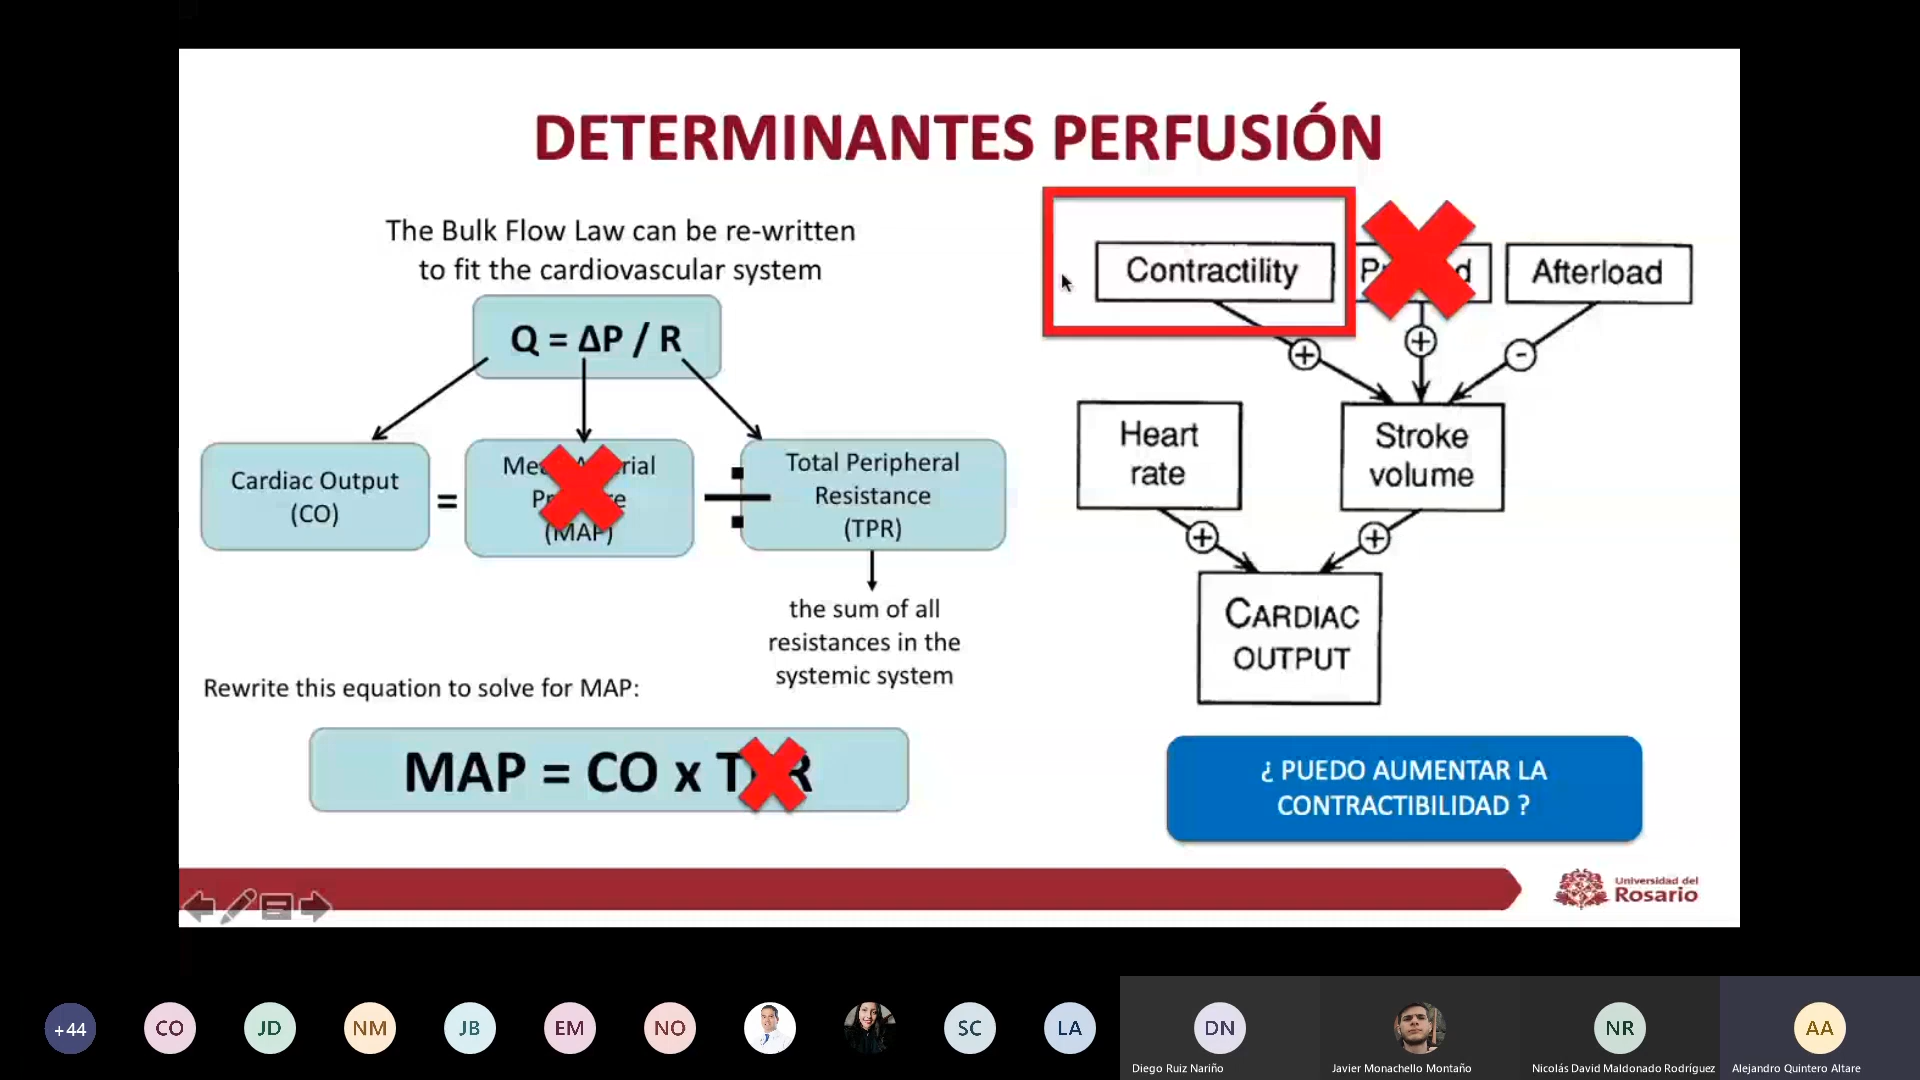 DETERMINANTES PERFUSIÓN
The Bulk Flow Law can be re-written
to fit the cardiovascular system
Q = ΔP / R
Cardiac Output
(CO)
=
Total Peripheral
Resistance
(TPR)
(MAP)
the sum of all
resistances in the
systemic system
Rewrite this equation to solve for MAP:
MAP = CO x
Contractility
Afterload
+
+
-
Heart
rate
Stroke
volume
+
+
CARDIAC
OUTPUT
¿ PUEDO AUMENTAR LA
CONTRACTIBILIDAD ?
Universidad del
Rosario
+44
CO
JD
NM
JB
EM
NO
SC
LA
DN
NR
AA
Diego Ruiz Nariño
Javier Monachello Montaño
Nicolás David Maldonado Rodríguez
Alejandro Quintero Altare